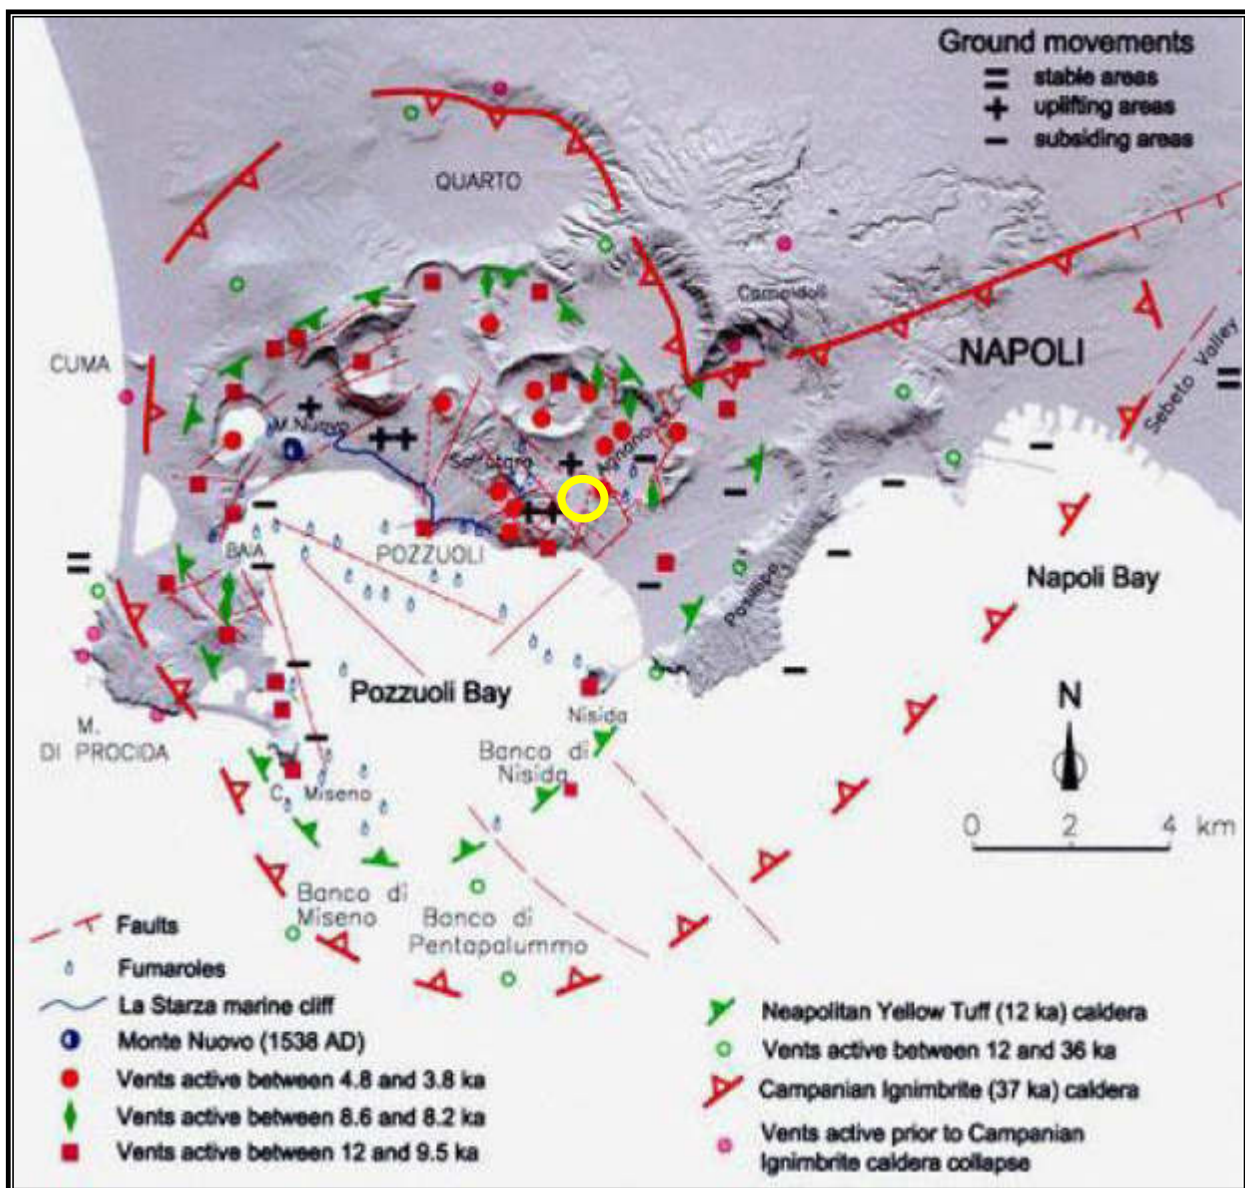 Ground movements
stable areas
uplifting areas
subsiding areas
QUARTO
Camaldoli
NAPOLI
Sebeto Valley
CUMA
M.Nuovo
Solfatara
Agnano
BAIA
POZZUOLI
Posillipo
Napoli Bay
Pozzuoli Bay
Nisida
N
M.
DI PROCIDA
Banco di
Nisida
C. Miseno
0 2 4 km
Banco di
Miseno
Banco di
Pentapalummo
Faults
Fumaroles
La Starza marine cliff
Monte Nuovo (1538 AD)
Vents active between 4.8 and 3.8 ka
Vents active between 8.6 and 8.2 ka
Vents active between 12 and 9.5 ka
Neapolitan Yellow Tuff (12 ka) caldera
Vents active between 12 and 36 ka
Campanian Ignimbrite (37 ka) caldera
Vents active prior to Campanian
Ignimbrite caldera collapse